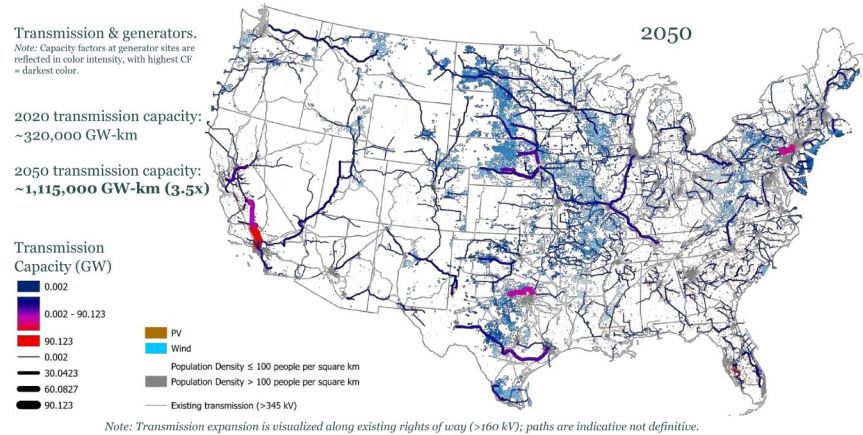 Transmission & generators.
Note: Capacity factors at generator sites are
reflected in color intensity, with highest CF
= darkest color.
2050
2020 transmission capacity:
~320,000 GW-km
2050 transmission capacity:
~1,115,000 GW-km (3.5x)
Transmission
Capacity (GW)
0.002
0.002 - 90.123
90.123
0.002
30.0423
60.0827
90.123
PV
Wind
Population Density ≤ 100 people per square km
Population Density > 100 people per square km
Existing transmission (>345 kV)
Note: Transmission expansion is visualized along existing rights of way (>160 kV); paths are indicative not definitive.